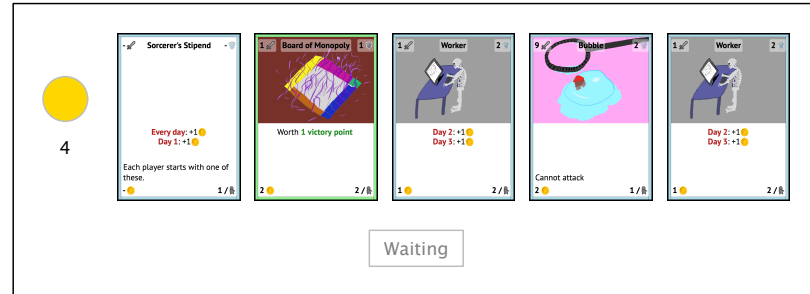 4
- Sorcerer's Stipend -
Every day: +1
Day 1: +1
Each player starts with one of
these.
- 1 /
1 Board of Monopoly 1
Worth 1 victory point
2 2 /
1 Worker 2
Day 2: +1
Day 3: +1
1 2 /
9 Bubble -
Cannot attack
2 1 /
1 Worker 2
Day 2: +1
Day 3: +1
1 2 /
Waiting